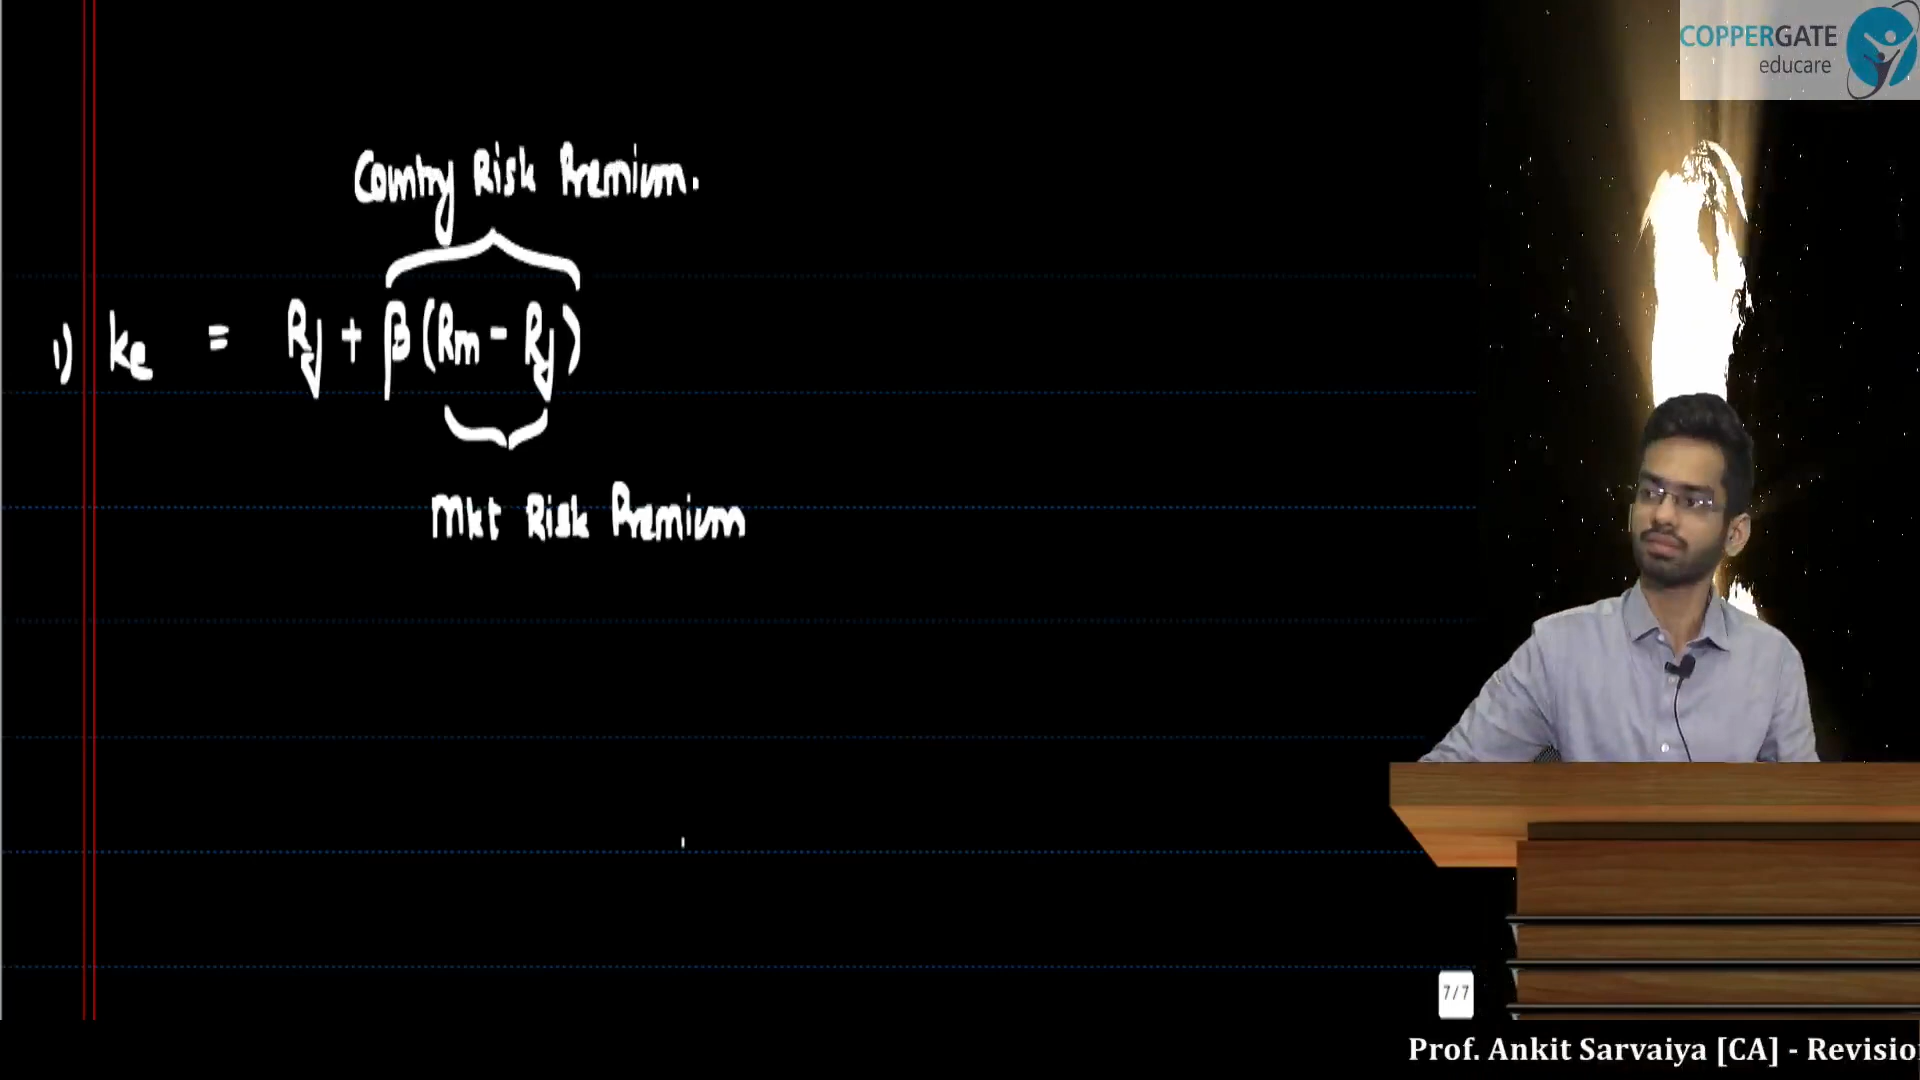 COPPERGATE
educare
Country Risk Premium.
1) ke = Rf + β (Rm - Rf)
Mkt Risk Premium
7/7
Prof. Ankit Sarvaiya [CA] - Revisio